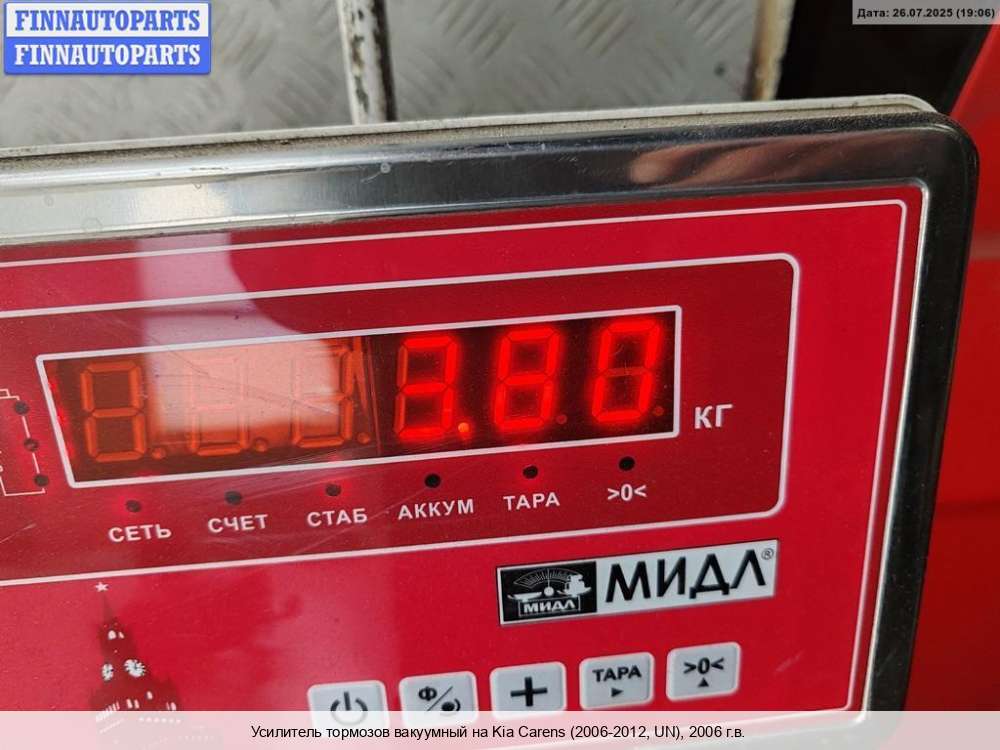 FINNAUTOPARTS
FINNAUTOPARTS
Дата: 26.07.2025 (19:06)
3.80
КГ
СЕТЬ СЧЕТ СТАБ АККУМ ТАРА >0<
МИДЛ МИДЛ®
Ф + ТАРА >0<
Усилитель тормозов вакуумный на Kia Carens (2006-2012, UN), 2006 г.в.